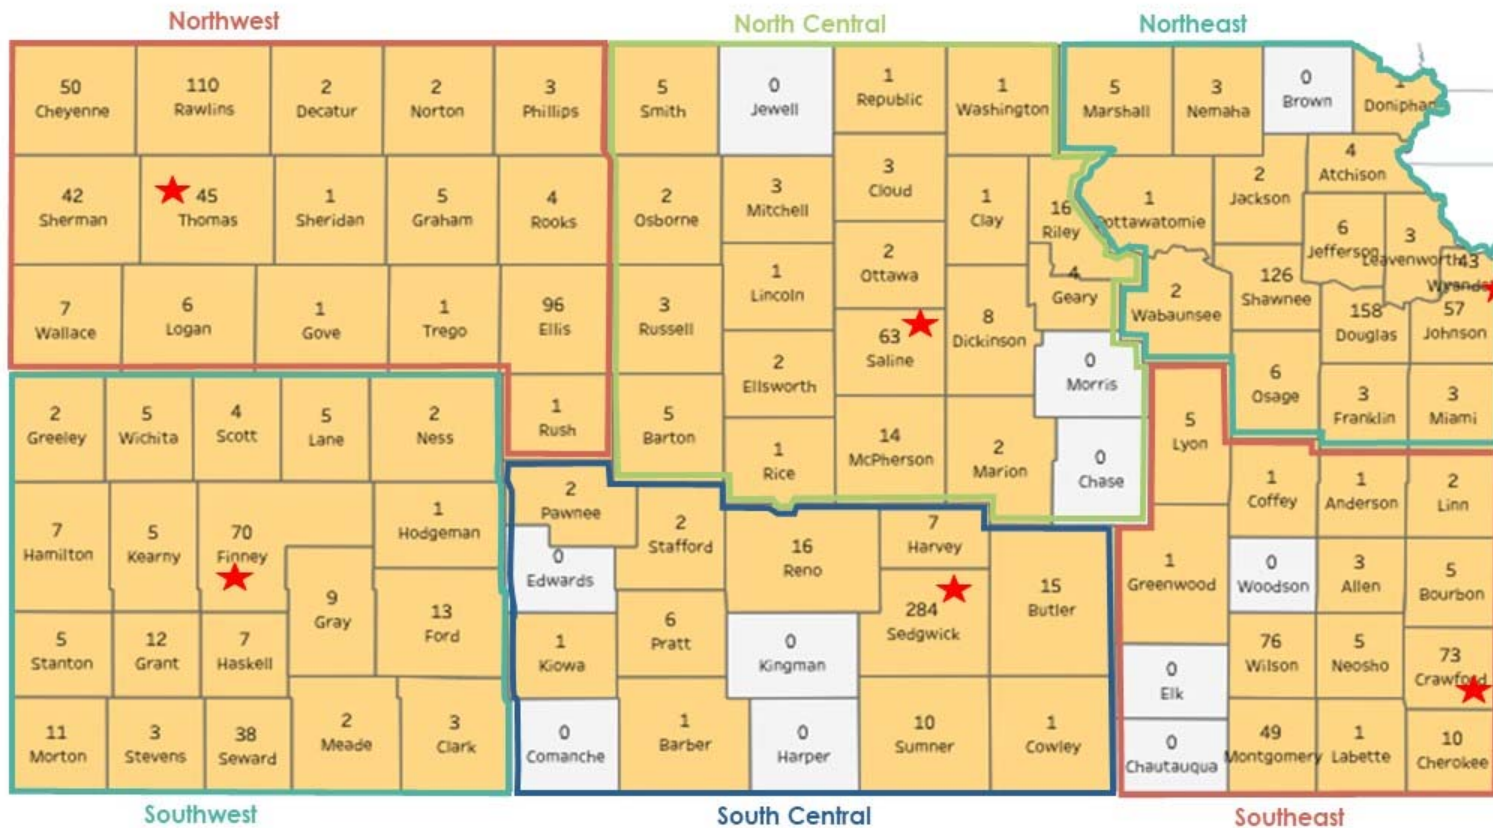 Northwest
North Central
Northeast
50
Cheyenne
110
Rawlins
2
Decatur
2
Norton
3
Phillips
5
Smith
0
Jewell
1
Republic
1
Washington
5
Marshall
3
Nemaha
0
Brown
1
Doniphan
42
Sherman
45
Thomas
1
Sheridan
5
Graham
4
Rooks
2
Osborne
3
Mitchell
3
Cloud
1
Clay
16
Riley
1
Pottawatomie
2
Jackson
4
Atchison
7
Wallace
6
Logan
1
Gove
1
Trego
96
Ellis
3
Russell
1
Lincoln
2
Ottawa
4
Geary
2
Wabaunsee
126
Shawnee
6
Jefferson
3
Leavenworth
43
63
Saline
8
Dickinson
158
Douglas
57
Johnson
2
Ellsworth
0
Morris
6
Osage
3
Franklin
3
Miami
2
Greeley
5
Wichita
4
Scott
5
Lane
2
Ness
1
Rush
5
Barton
1
Rice
14
McPherson
2
Marion
0
Chase
5
Lyon
1
Coffey
1
Anderson
2
Linn
7
Hamilton
5
Kearny
70
Finney
1
Hodgeman
2
Pawnee
2
Stafford
16
Reno
7
Harvey
0
Edwards
9
Gray
13
Ford
284
Sedgwick
15
Butler
1
Greenwood
0
Woodson
3
Allen
5
Bourbon
5
Stanton
12
Grant
7
Haskell
1
Kiowa
6
Pratt
0
Kingman
0
Elk
76
Wilson
5
Neosho
73
Crawford
11
Morton
3
Stevens
38
Seward
2
Meade
3
Clark
0
Comanche
1
Barber
0
Harper
10
Sumner
1
Cowley
0
Chautauqua
49
Montgomery
1
Labette
10
Cherokee
Southwest
South Central
Southeast